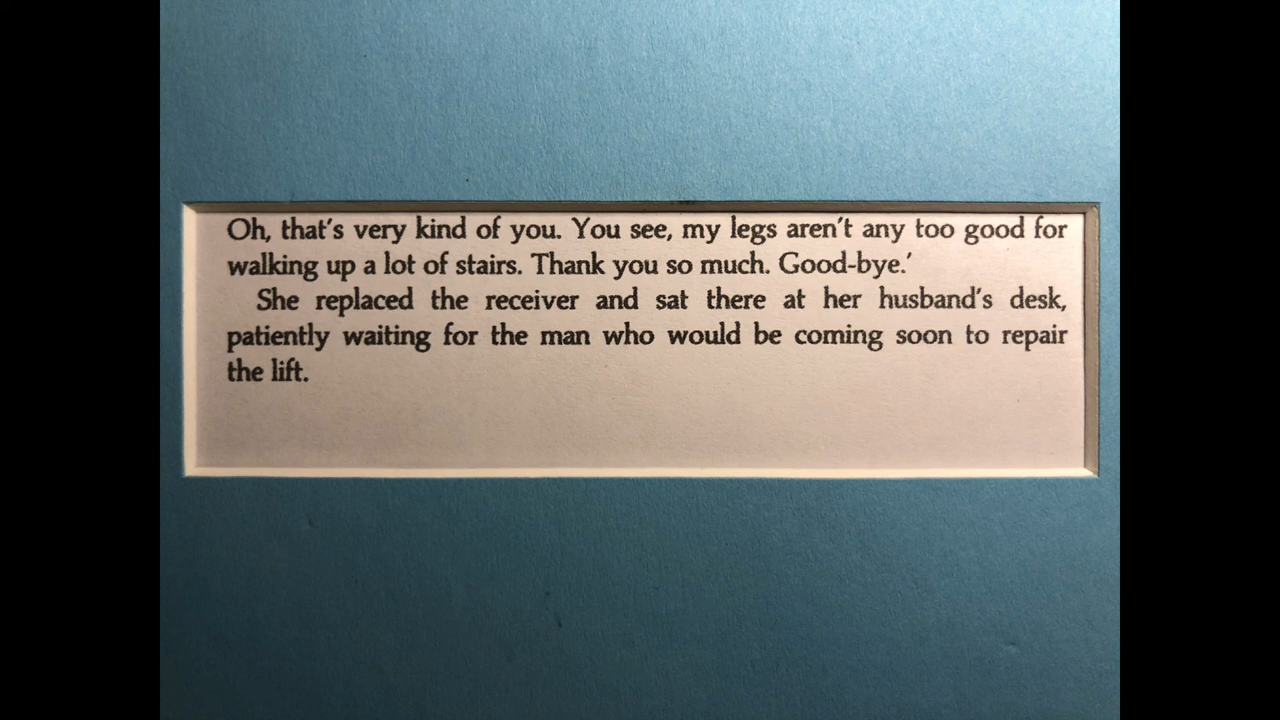 Oh, that's very kind of you. You see, my legs aren't any too good for
walking up a lot of stairs. Thank you so much. Good-bye.'
She replaced the receiver and sat there at her husband's desk,
patiently waiting for the man who would be coming soon to repair
the lift.